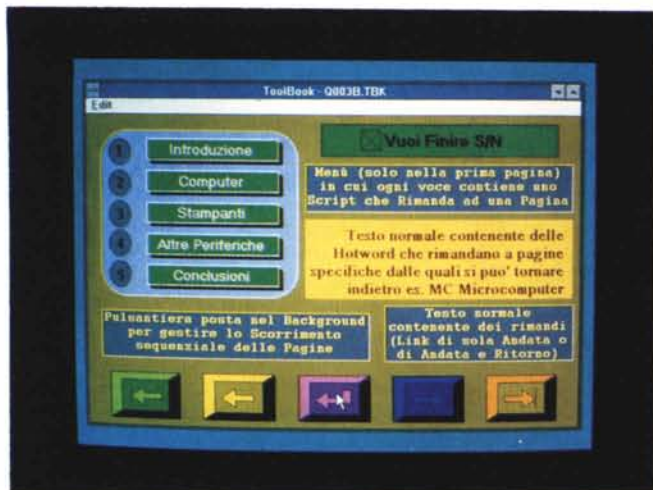 ToolBook - Q003B.TBK
Edit
1 Introduzione
2 Computer
3 Stampanti
4 Altre Periferiche
5 Conclusioni
Vuoi Finire S/N
Menù (solo nella prima pagina)
in cui ogni voce contiene uno
Script che Rimanda ad una Pagina
Testo normale contenente delle
Hotword che rimandano a pagine
specifiche dalle quali si puo' tornare
indietro es. MC Microcomputer
Pulsantiera posta nel Background
per gestire lo Scorrimento
sequenziale delle Pagine
Testo normale
contenente dei rimandi
(Link di sola Andata o
di Andata e Ritorno)